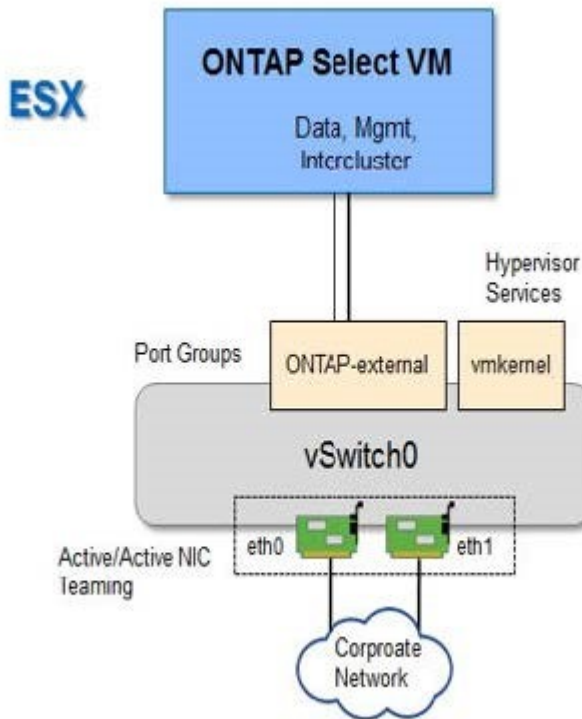 ESX
ONTAP Select VM
Data, Mgmt,
Intercluster
Hypervisor
Services
Port Groups
ONTAP-external
vmkernel
vSwitch0
eth0
eth1
Active/Active NIC
Teaming
Corproate
Network